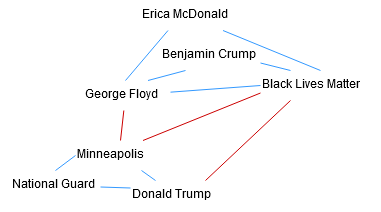 Erica McDonald
Benjamin Crump
George Floyd
Black Lives Matter
Minneapolis
National Guard
Donald Trump